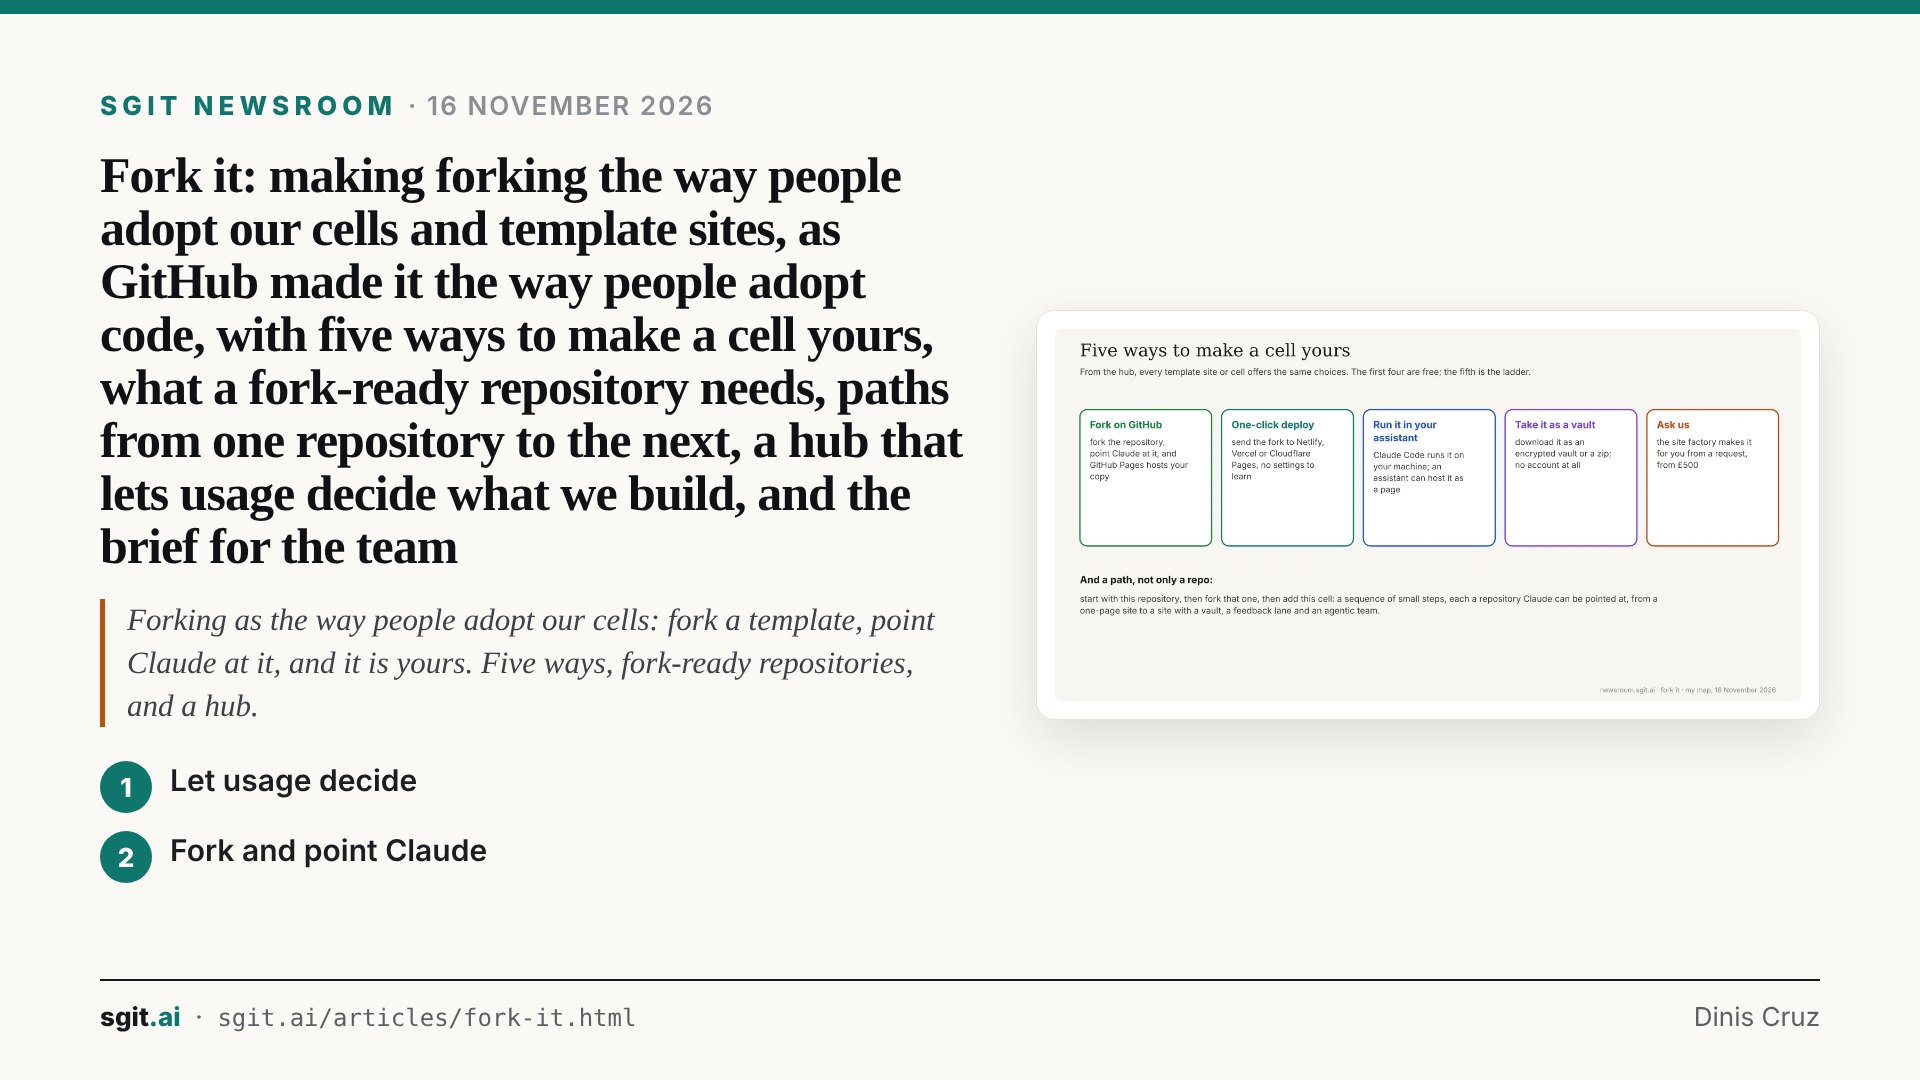 SGIT NEWSROOM · 16 NOVEMBER 2026
Fork it: making forking the way people
adopt our cells and template sites, as
GitHub made it the way people adopt
code, with five ways to make a cell yours,
what a fork-ready repository needs, paths
from one repository to the next, a hub that
lets usage decide what we build, and the
brief for the team
Forking as the way people adopt our cells: fork a template, point
Claude at it, and it is yours. Five ways, fork-ready repositories,
and a hub.
1 Let usage decide
2 Fork and point Claude
Five ways to make a cell yours
From the hub, every template site or cell offers the same choices. The first four are free; the fifth is the ladder.
Fork on GitHub
fork the repository,
point Claude at it, and
GitHub Pages hosts your
copy
One-click deploy
send the fork to Netlify,
Vercel or Cloudflare
Pages, no settings to
learn
Run it in your
assistant
Claude Code runs it on
your machine; an
assistant can host it as
a page
Take it as a vault
download it as an
encrypted vault or a zip;
no account at all
Ask us
the site factory makes it
for you from a request,
from £500
And a path, not only a repo:
start with this repository, then fork that one, then add this cell: a sequence of small steps, each a repository Claude can be pointed at, from a
one-page site to a site with a vault, a feedback lane and an agentic team.
newsroom.sgit.ai · fork it · my map, 16 November 2026
sgit.ai · sgit.ai/articles/fork-it.html
Dinis Cruz